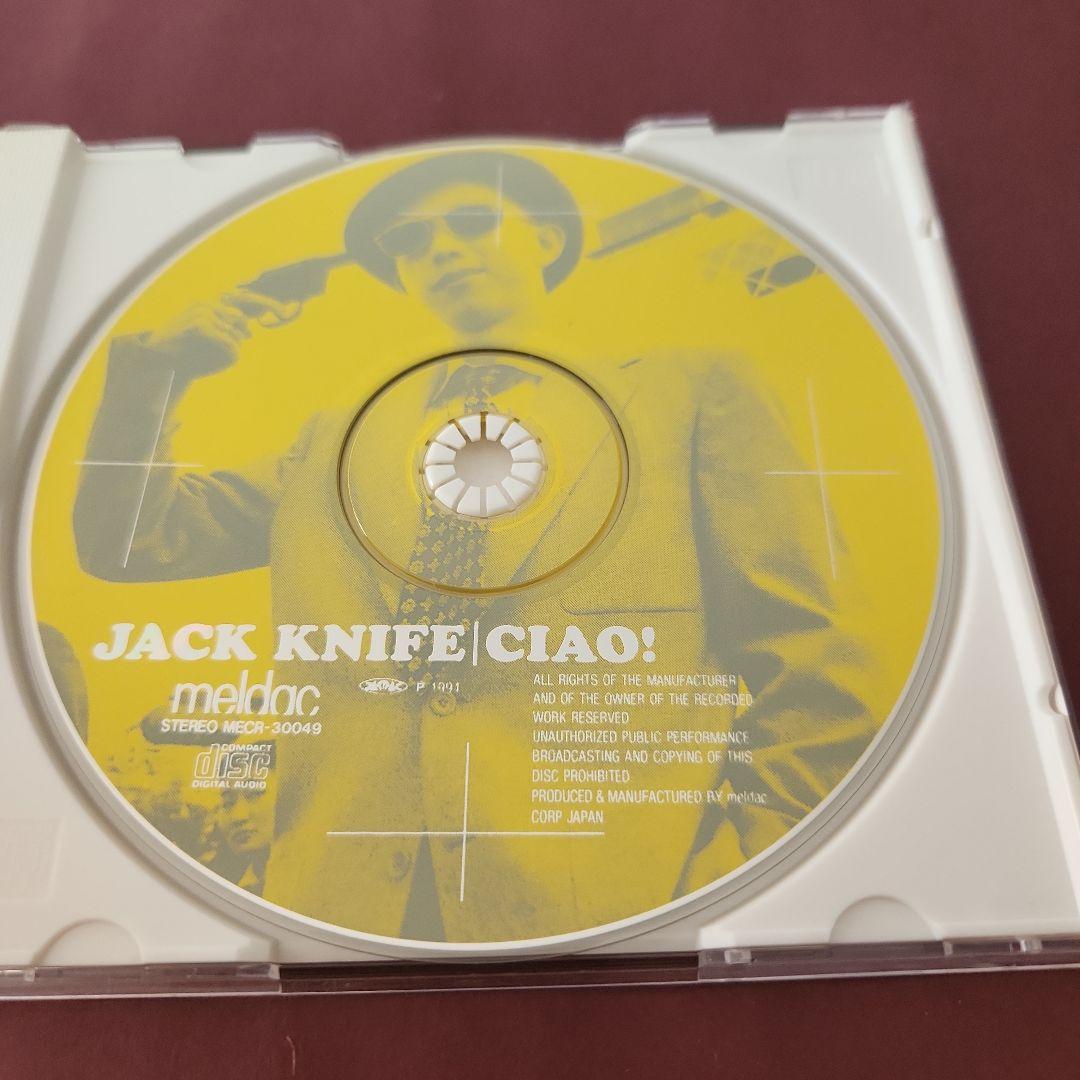 JACK KNIFE|CIAO!
meldac
STEREO MECR-30049
COMPACT
disc
DIGITAL AUDIO
P 1994
ALL RIGHTS OF THE MANUFACTURER
AND OF THE OWNER OF THE RECORDED
WORK RESERVED
UNAUTHORIZED PUBLIC PERFORMANCE
BROADCASTING AND COPYING OF THIS
DISC PROHIBITED
PRODUCED & MANUFACTURED BY meldac
CORP JAPAN